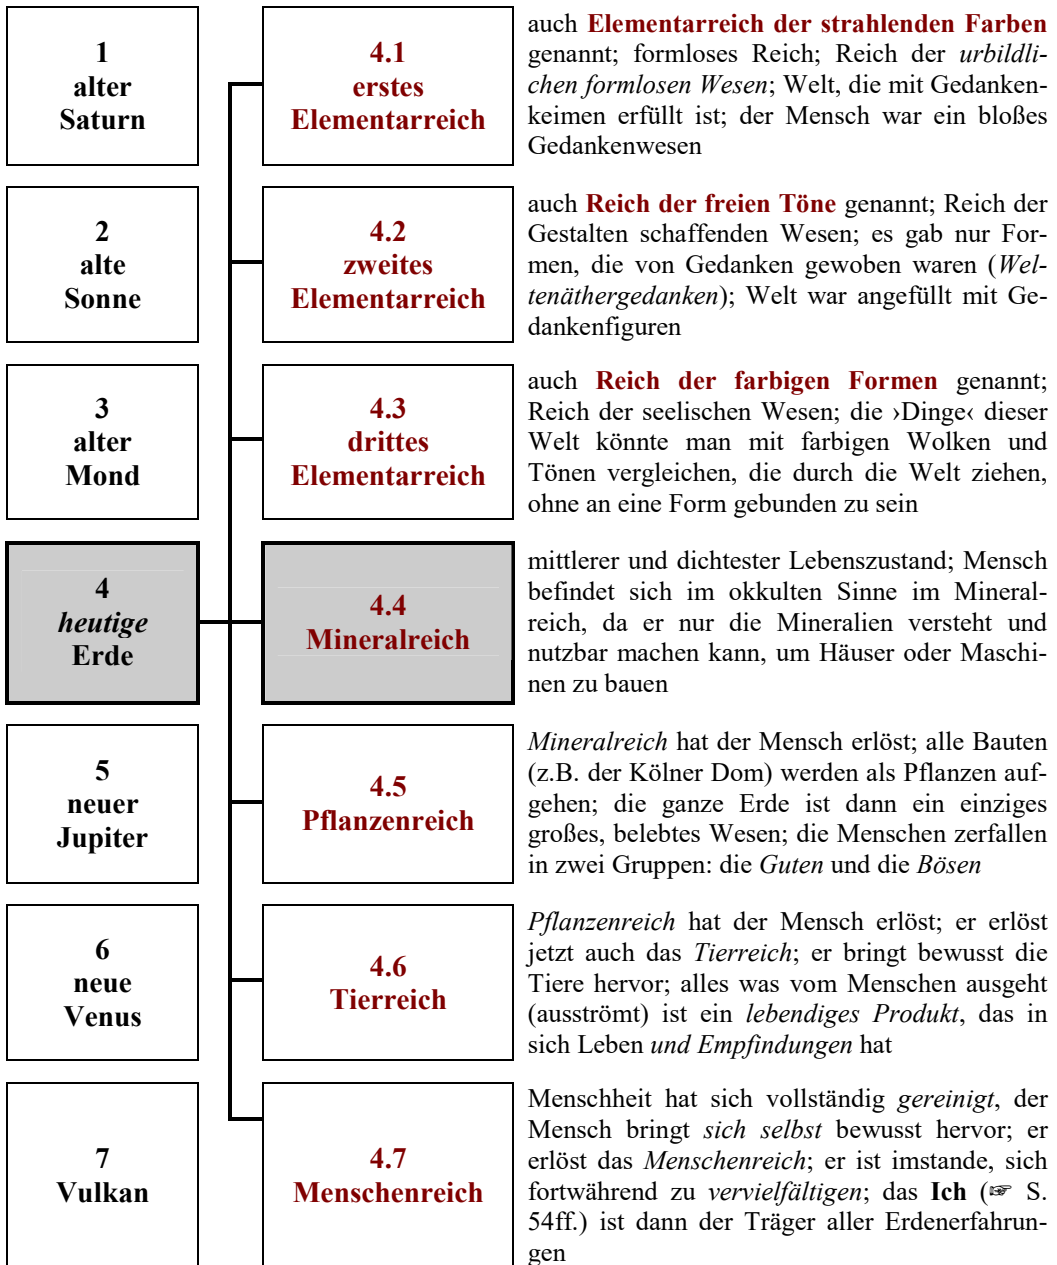 1
alter
Saturn
4.1
erstes
Elementarreich
auch Elementarreich der strahlenden Farben
genannt; formloses Reich; Reich der urbildli-
chen formlosen Wesen; Welt, die mit Gedanken-
keimen erfüllt ist; der Mensch war ein bloßes
Gedankenwesen
2
alte
Sonne
4.2
zweites
Elementarreich
auch Reich der freien Töne genannt; Reich der
Gestalten schaffenden Wesen; es gab nur For-
men, die von Gedanken gewoben waren (Wel-
tenäthergedanken); Welt war angefüllt mit Ge-
dankenfiguren
3
alter
Mond
4.3
drittes
Elementarreich
auch Reich der farbigen Formen genannt;
Reich der seelischen Wesen; die ›Dinge‹ dieser
Welt könnte man mit farbigen Wolken und
Tönen vergleichen, die durch die Welt ziehen,
ohne an eine Form gebunden zu sein
4
heutige
Erde
4.4
Mineralreich
mittlerer und dichtester Lebenszustand; Mensch
befindet sich im okkulten Sinne im Mineral-
reich, da er nur die Mineralien versteht und
nutzbar machen kann, um Häuser oder Maschi-
nen zu bauen
5
neuer
Jupiter
4.5
Pflanzenreich
Mineralreich hat der Mensch erlöst; alle Bauten
(z.B. der Kölner Dom) werden als Pflanzen auf-
gehen; die ganze Erde ist dann ein einziges
großes, belebtes Wesen; die Menschen zerfallen
in zwei Gruppen: die Guten und die Bösen
6
neue
Venus
4.6
Tierreich
Pflanzenreich hat der Mensch erlöst; er erlöst
jetzt auch das Tierreich; er bringt bewusst die
Tiere hervor; alles was vom Menschen ausgeht
(ausströmt) ist ein lebendiges Produkt, das in
sich Leben und Empfindungen hat
7
Vulkan
4.7
Menschenreich
Menschheit hat sich vollständig gereinigt, der
Mensch bringt sich selbst bewusst hervor; er
erlöst das Menschenreich; er ist imstande, sich
fortwährend zu vervielfältigen; das Ich (☞ S.
54ff.) ist dann der Träger aller Erdenerfahrun-
gen